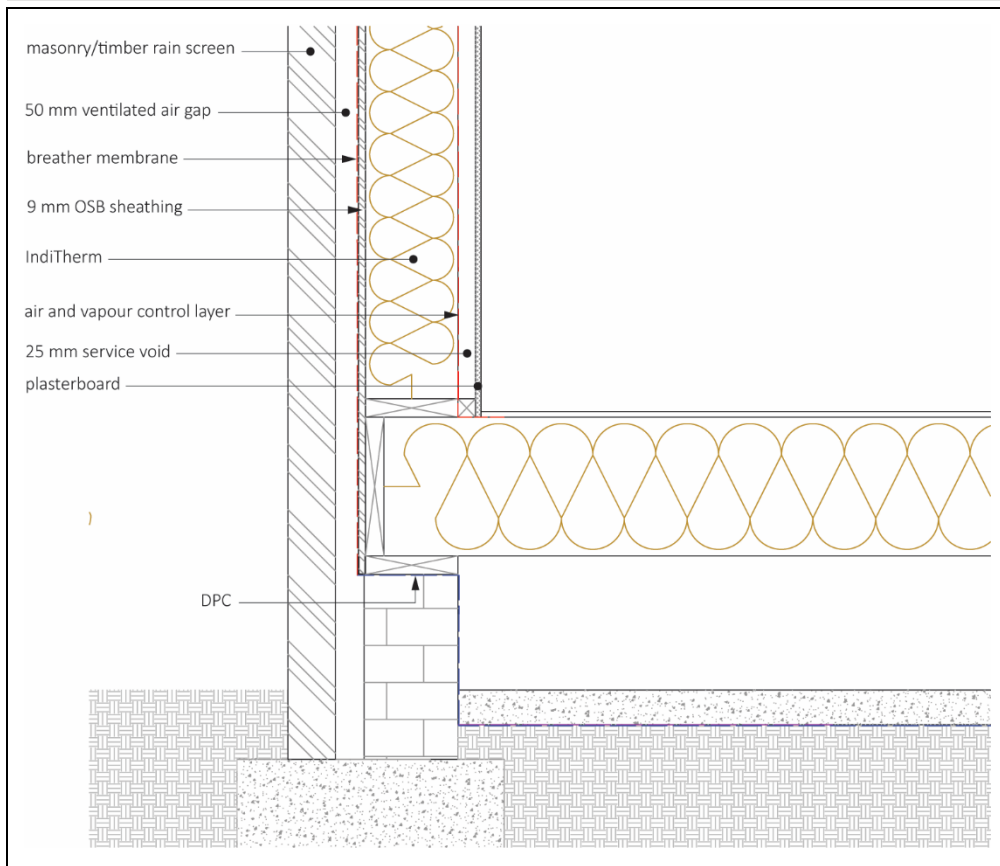 masonry/timber rain screen
50 mm ventilated air gap
breather membrane
9 mm OSB sheathing
IndiTherm
air and vapour control layer
25 mm service void
plasterboard
DPC